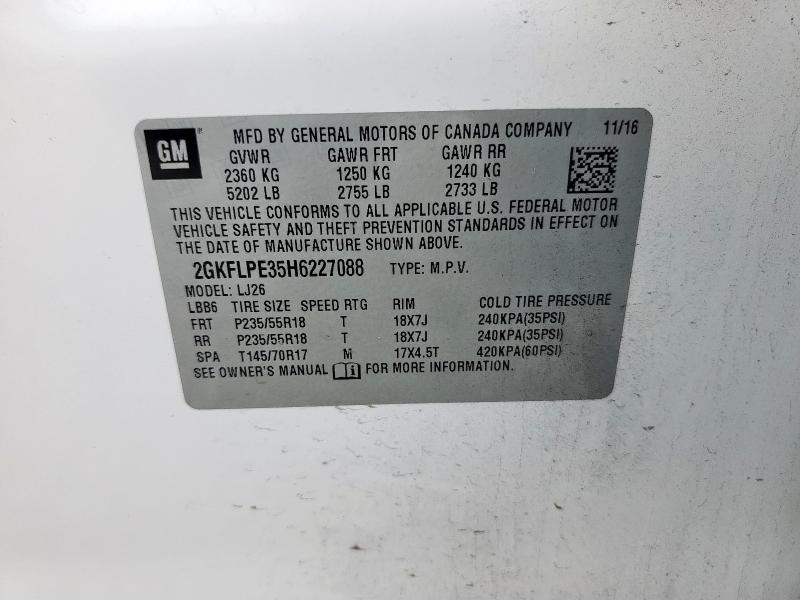 GM ® MFD BY GENERAL MOTORS OF CANADA COMPANY 11/16
GVWR GAWR FRT GAWR RR
2360 KG 1250 KG 1240 KG
5202 LB 2755 LB 2733 LB
THIS VEHICLE CONFORMS TO ALL APPLICABLE U.S. FEDERAL MOTOR
VEHICLE SAFETY AND THEFT PREVENTION STANDARDS IN EFFECT ON
THE DATE OF MANUFACTURE SHOWN ABOVE.
2GKFLPE35H6227088 TYPE: M.P.V.
MODEL: LJ26
LBB6 TIRE SIZE SPEED RTG RIM COLD TIRE PRESSURE
FRT P235/55R18 T 18X7J 240KPA(35PSI)
RR P235/55R18 T 18X7J 240KPA(35PSI)
SPA T145/70R17 M 17X4.5T 420KPA(60PSI)
SEE OWNER'S MANUAL FOR MORE INFORMATION.